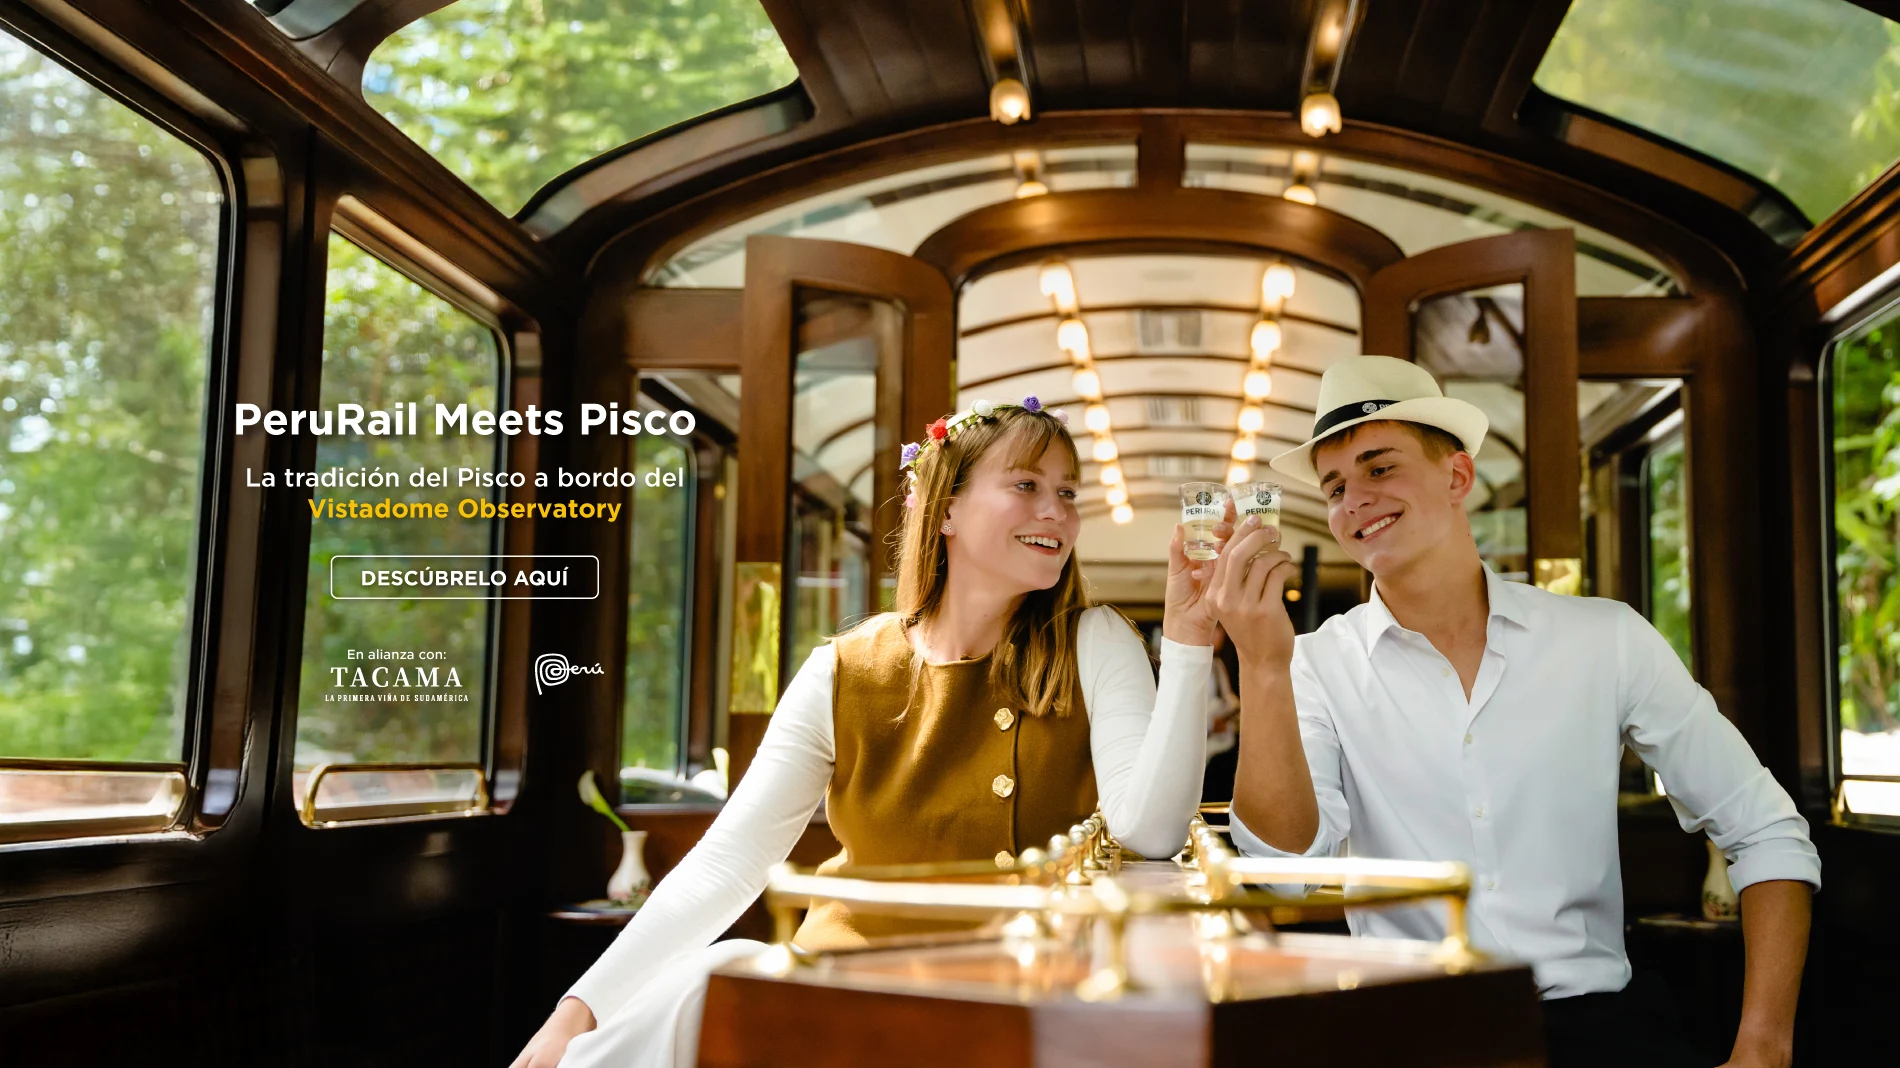 PeruRail Meets Pisco
La tradición del Pisco a bordo del
Vistadome Observatory
DESCÚBRELO AQUÍ
En alianza con:
TACAMA
LA PRIMERA VIÑA DE SUDAMÉRICA
Perú
PERURAIL
PERURAIL